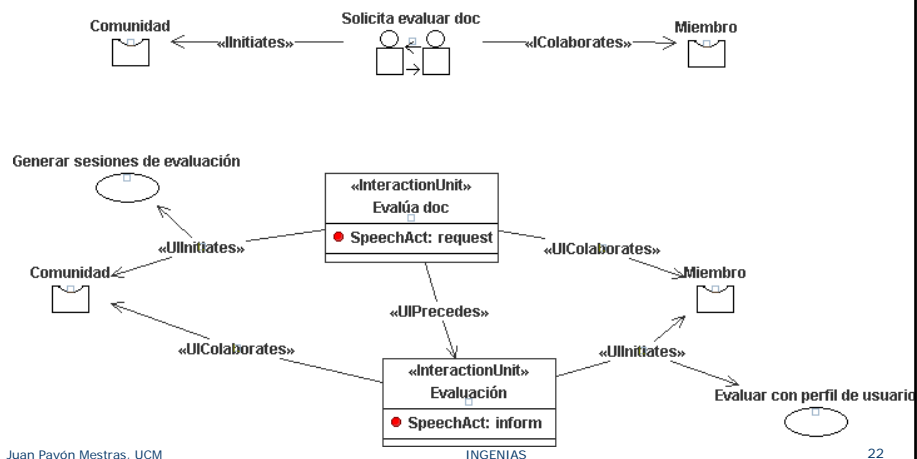 Solicita evaluar doc
Comunidad
Miembro
«IInitiates»
«IColaborates»
Generar sesiones de evaluación
«InteractionUnit»
Evalúa doc
SpeechAct: request
«UIInitiates»
«UIColaborates»
Comunidad
Miembro
«UIPrecedes»
«UIColaborates»
«UIInitiates»
«InteractionUnit»
Evaluación
SpeechAct: inform
Evaluar con perfil de usuario
Juan Pavón Mestras, UCM
INGENIAS
22